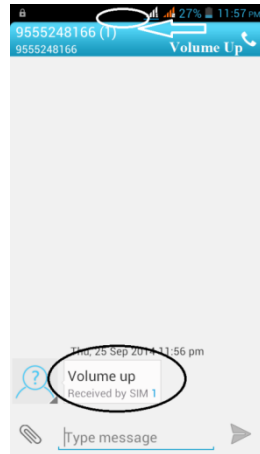 27% 11:57 PM
9555248166 (1)
9555248166
Volume Up
Thu, 25 Sep 2014 11:56 pm
Volume up
Received by SIM 1
Type message